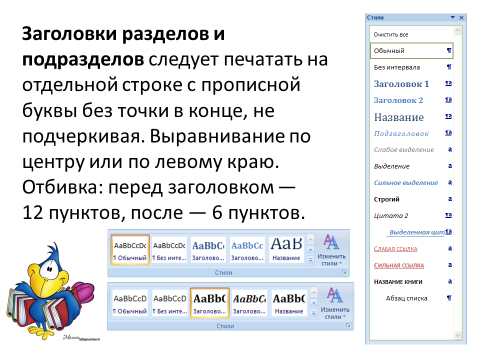 Заголовки разделов и
подразделов следует печатать на
отдельной строке с прописной
буквы без точки в конце, не
подчеркивая. Выравнивание по
центру или по левому краю.
Отбивка: перед заголовком —
12 пунктов, после — 6 пунктов.
Стили
Очистить все
Обычный
Без интервала
Заголовок 1
Заголовок 2
Название
Подзаголовок
Слабое выделение
Выделение
Сильное выделение
Строгий
Цитата 2
Выделенная цит
СЛАБАЯ ССЫЛКА
СИЛЬНАЯ ССЫЛКА
НАЗВАНИЕ КНИГИ
Абзац списка
AaBbCcDc AaBbCcDc AaBbC AaBbCc AaB
¶ Обычный ¶ Без инте... Заголово... Заголово... Название
Изменить
стили
Стили
AaBbCcD AaBbCcD AaBbC AaBbCc AaBbC
¶ Обычный ¶ Без инте... Заголово... Заголово... Название
Изменить
стили
Стили